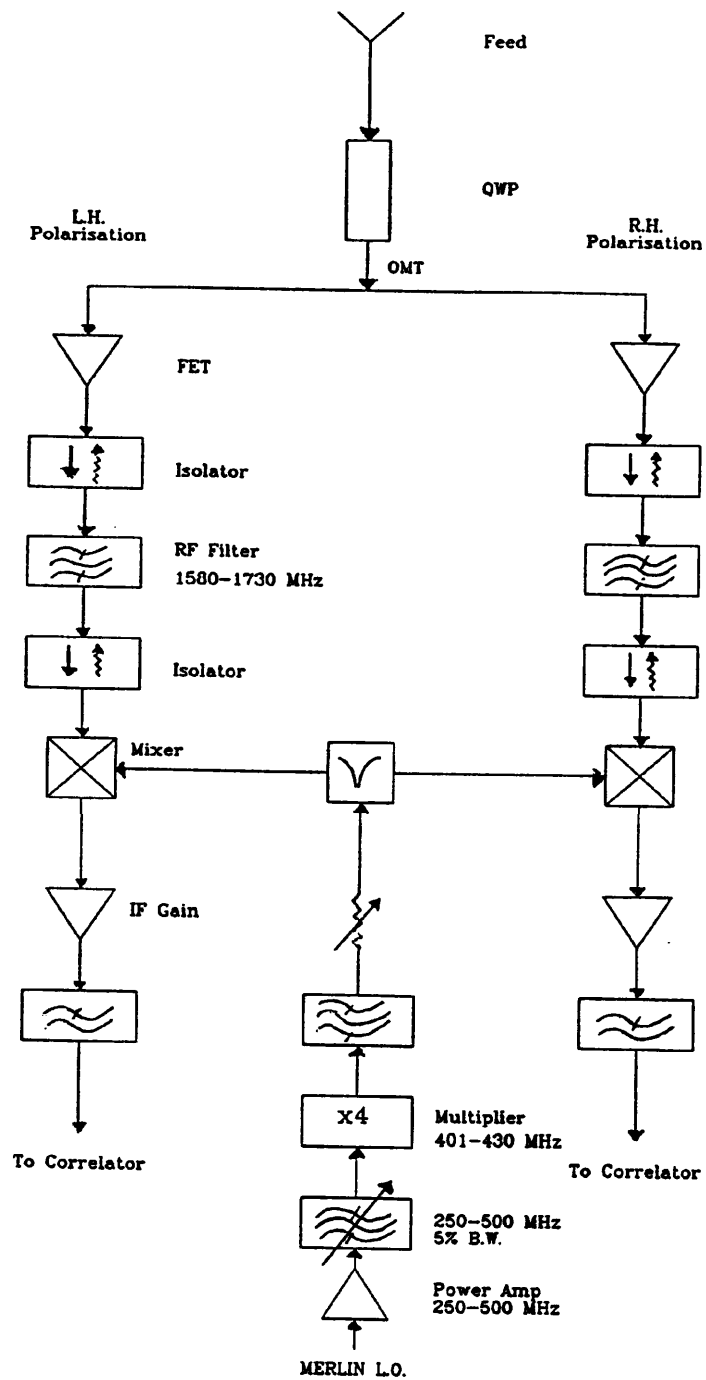 Feed
QWP
L.H.
Polarisation
R.H.
Polarisation
OMT
FET
Isolator
RF Filter
1580-1730 MHz
Isolator
Mixer
IF Gain
x4
Multiplier
401-430 MHz
To Correlator
To Correlator
250-500 MHz
5% B.W.
Power Amp
250-500 MHz
MERLIN L.O.